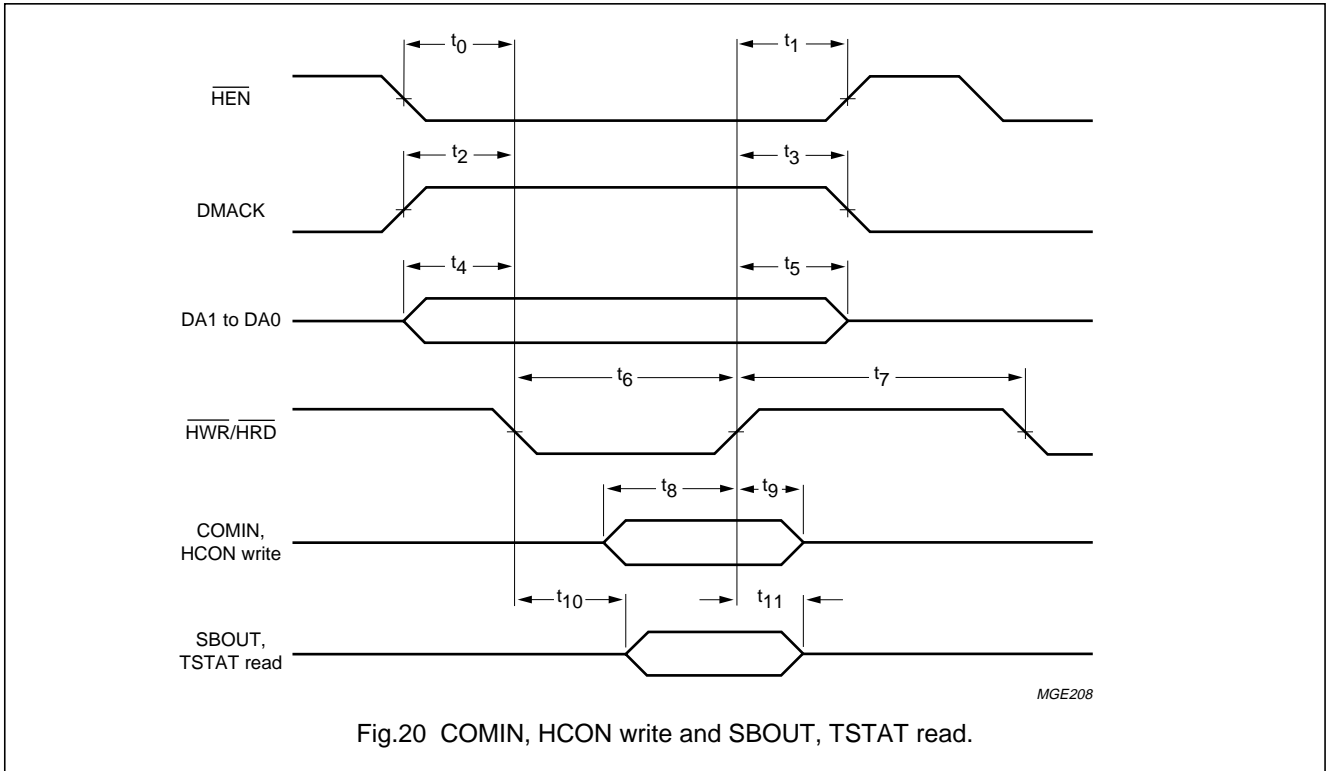 t0 t1
HEN
t2 t3
DMACK
t4 t5
DA1 to DA0
t6 t7
HWR/HRD
t8 t9
COMIN,
HCON write
t10 t11
SBOUT,
TSTAT read
MGE208
Fig.20 COMIN, HCON write and SBOUT, TSTAT read.